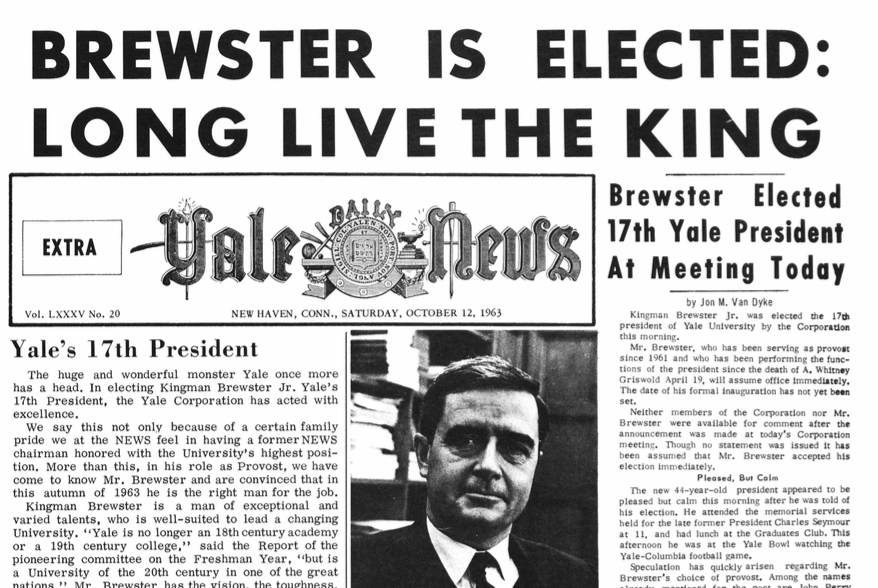 BREWSTER IS ELECTED:
LONG LIVE THE KING
EXTRA
Yale DAILY News
Vol. LXXXV No. 20
NEW HAVEN, CONN., SATURDAY, OCTOBER 12, 1963
Yale's 17th President
The huge and wonderful monster Yale once more
has a head. In electing Kingman Brewster Jr. Yale's
17th President, the Yale Corporation has acted with
excellence.
We say this not only because of a certain family
pride we at the NEWS feel in having a former NEWS
chairman honored with the University's highest posi-
tion. More than this, in his role as Provost, we have
come to know Mr. Brewster and are convinced that in
this autumn of 1963 he is the right man for the job.
Kingman Brewster is a man of exceptional and
varied talents, who is well-suited to lead a changing
University. "Yale is no longer an 18th century academy
or a 19th century college," said the Report of the
pioneering committee on the Freshman Year, "but is
a University of the 20th century in one of the great
nations." Mr. Brewster has the vision, the toughness,
Brewster Elected
17th Yale President
At Meeting Today
by Jon M. Van Dyke
Kingman Brewster Jr. was elected the 17th
president of Yale University by the Corporation
this morning.
Mr. Brewster, who has been serving as provost
since 1961 and who has been performing the func-
tions of the president since the death of A. Whitney
Griswold April 19, will assume office immediately.
The date of his formal inauguration has not yet been
set.
Neither members of the Corporation nor Mr.
Brewster were available for comment after the
announcement was made at today's Corporation
meeting. Though no statement was issued it has
been assumed that Mr. Brewster accepted his
election immediately.
Pleased, But Calm
The new 44-year-old president appeared to be
pleased but calm this morning after he was told of
his election. He attended the memorial services
held for the late former President Charles Seymour
at 11, and had lunch at the Graduates Club. This
afternoon he was at the Yale Bowl watching the
Yale-Columbia football game.
Speculation has quickly arisen regarding Mr.
Brewster's choice of provost. Among the names